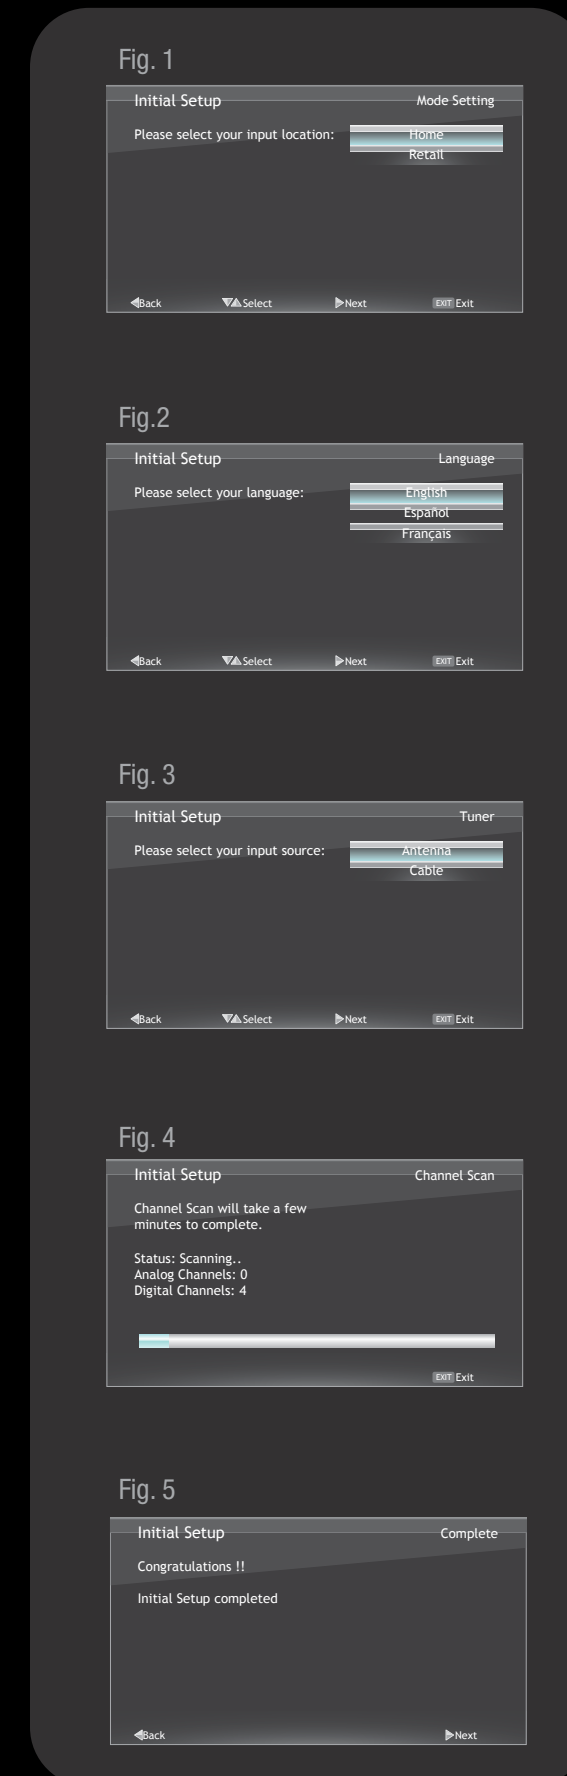 Fig. 1
Initial Setup Mode Setting
Please select your input location: Home
Retail
Back Select Next EXIT Exit
Fig.2
Initial Setup Language
Please select your language: English
Español
Français
Back Select Next EXIT Exit
Fig. 3
Initial Setup Tuner
Please select your input source: Antenna
Cable
Back Select Next EXIT Exit
Fig. 4
Initial Setup Channel Scan
Channel Scan will take a few
minutes to complete.
Status: Scanning..
Analog Channels: 0
Digital Channels: 4
EXIT Exit
Fig. 5
Initial Setup Complete
Congratulations !!
Initial Setup completed
Back Next